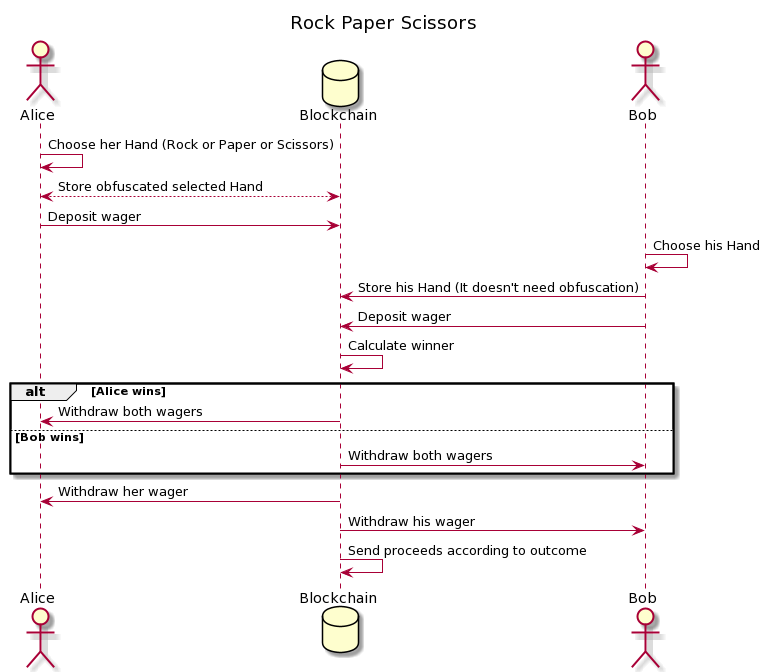 Rock Paper Scissors
Alice
Blockchain
Bob
Choose her Hand (Rock or Paper or Scissors)
Store obfuscated selected Hand
Deposit wager
Choose his Hand
Store his Hand (It doesn't need obfuscation)
Deposit wager
Calculate winner
alt [Alice wins]
Withdraw both wagers
[Bob wins]
Withdraw both wagers
Withdraw her wager
Withdraw his wager
Send proceeds according to outcome
Alice
Blockchain
Bob